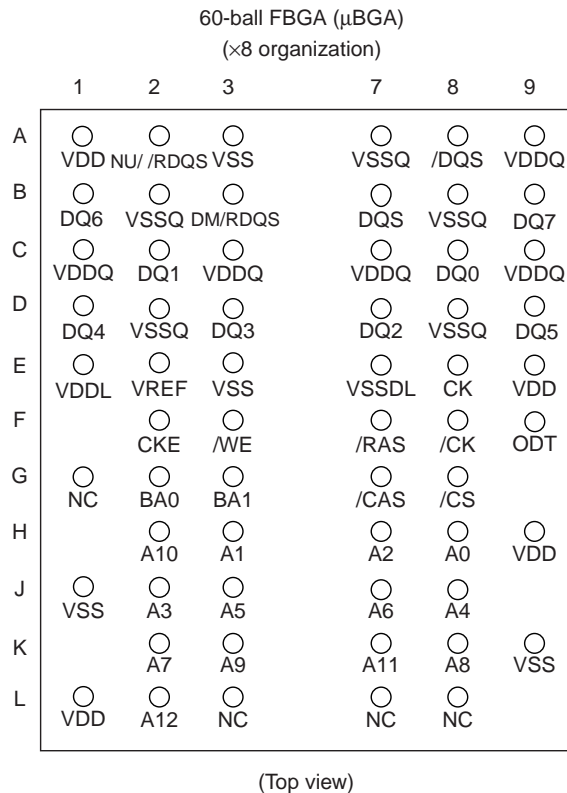 60-ball FBGA (μBGA)
(×8 organization)
1 2 3 7 8 9
A
VDD NU/ /RDQS VSS VSSQ /DQS VDDQ
B
DQ6 VSSQ DM/RDQS DQS VSSQ DQ7
C
VDDQ DQ1 VDDQ VDDQ DQ0 VDDQ
D
DQ4 VSSQ DQ3 DQ2 VSSQ DQ5
E
VDDL VREF VSS VSSDL CK VDD
F
CKE /WE /RAS /CK ODT
G
NC BA0 BA1 /CAS /CS
H
A10 A1 A2 A0 VDD
J
VSS A3 A5 A6 A4
K
A7 A9 A11 A8 VSS
L
VDD A12 NC NC NC
(Top view)